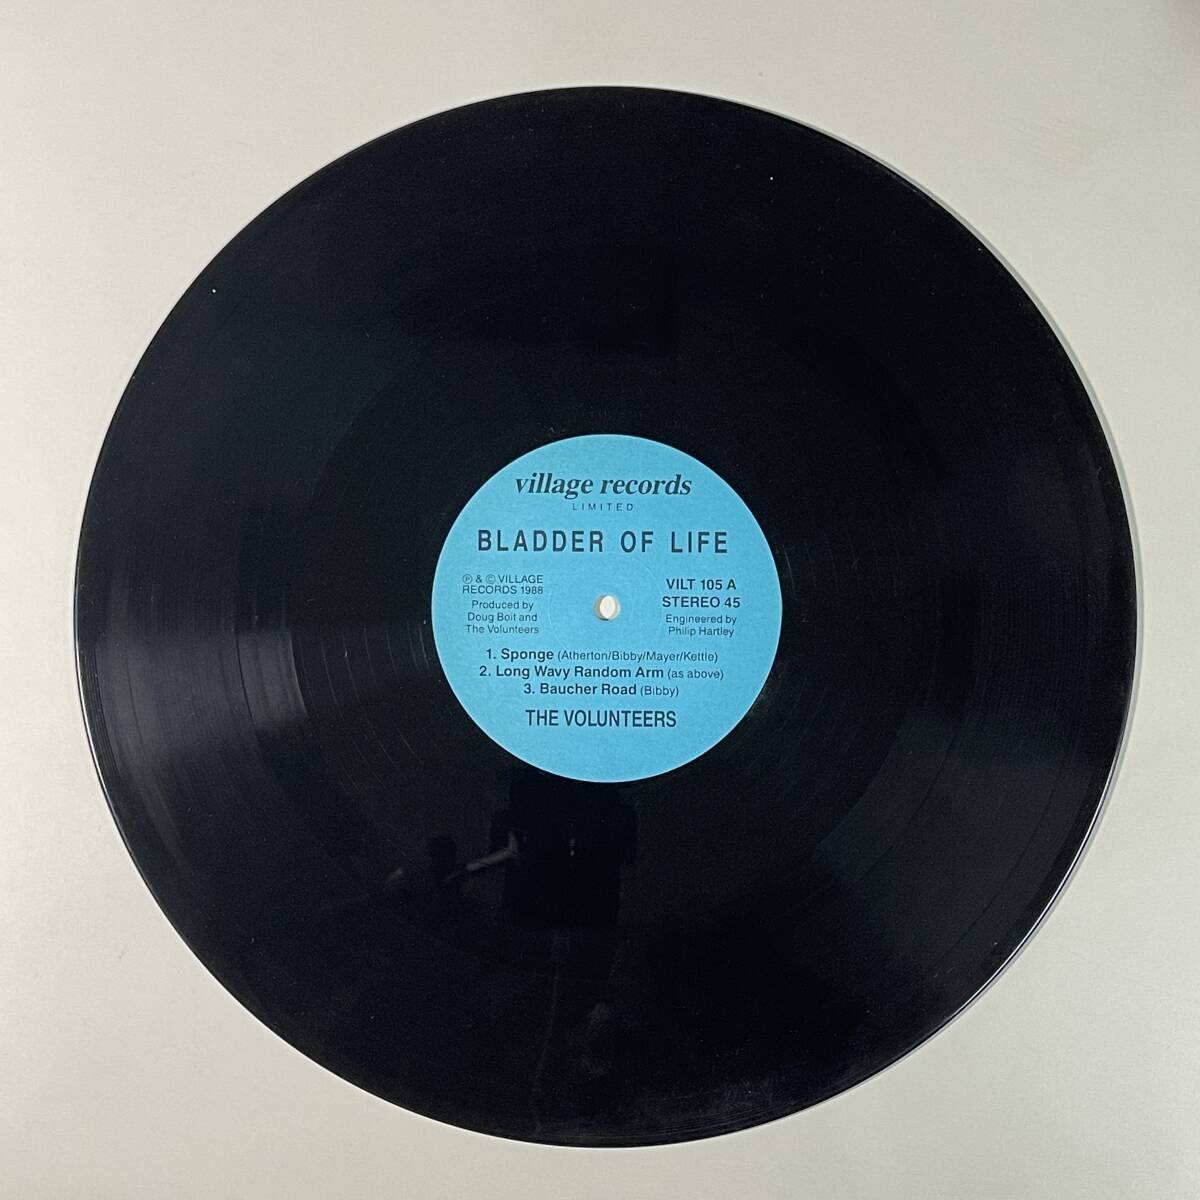 village records
LIMITED
BLADDER OF LIFE
℗ & © VILLAGE
RECORDS 1988
Produced by
Doug Boit and
The Volunteers
VILT 105 A
STEREO 45
Engineered by
Philip Hartley
1. Sponge (Atherton/Bibby/Mayer/Kettle)
2. Long Wavy Random Arm (as above)
3. Baucher Road (Bibby)
THE VOLUNTEERS